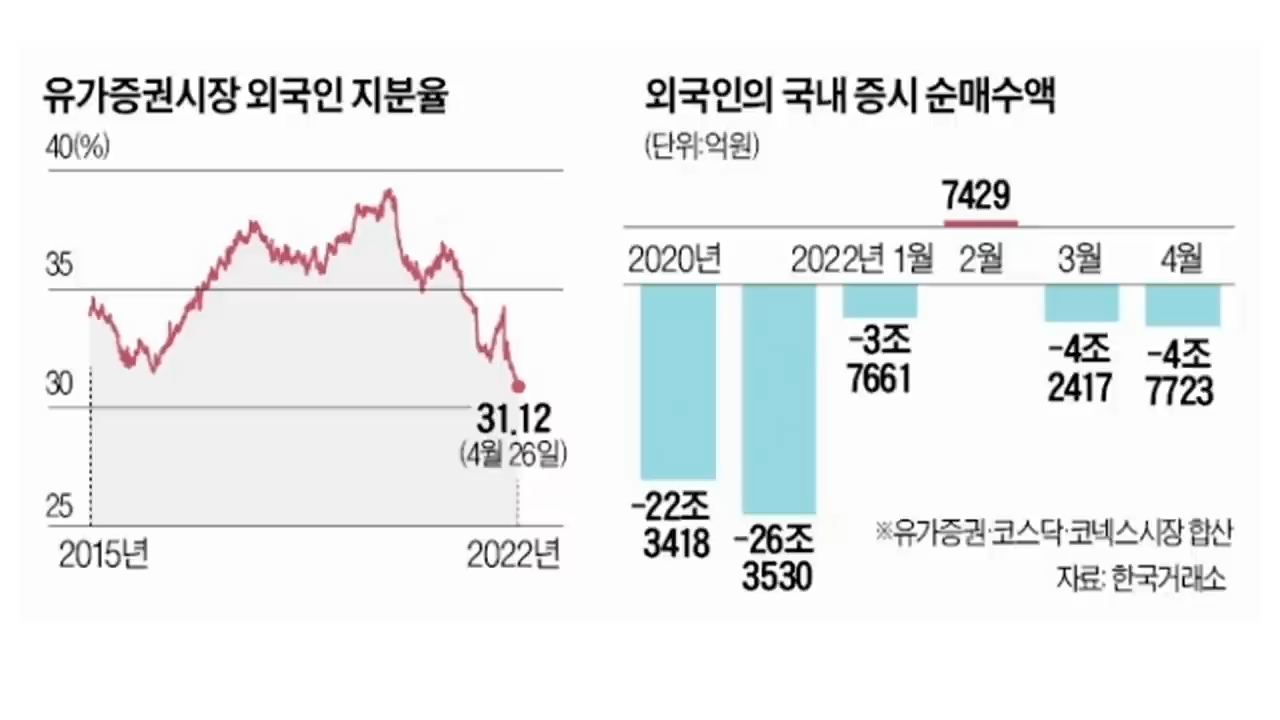 유가증권시장 외국인 지분율
40(%)
35
30
25
31.12
(4월 26일)
2015년
2022년
외국인의 국내 증시 순매수액
(단위:억원)
7429
2020년
2022년 1월
2월
3월
4월
-22조
3418
-26조
3530
-3조
7661
-4조
2417
-4조
7723
※유가증권·코스닥·코넥스시장 합산
자료: 한국거래소